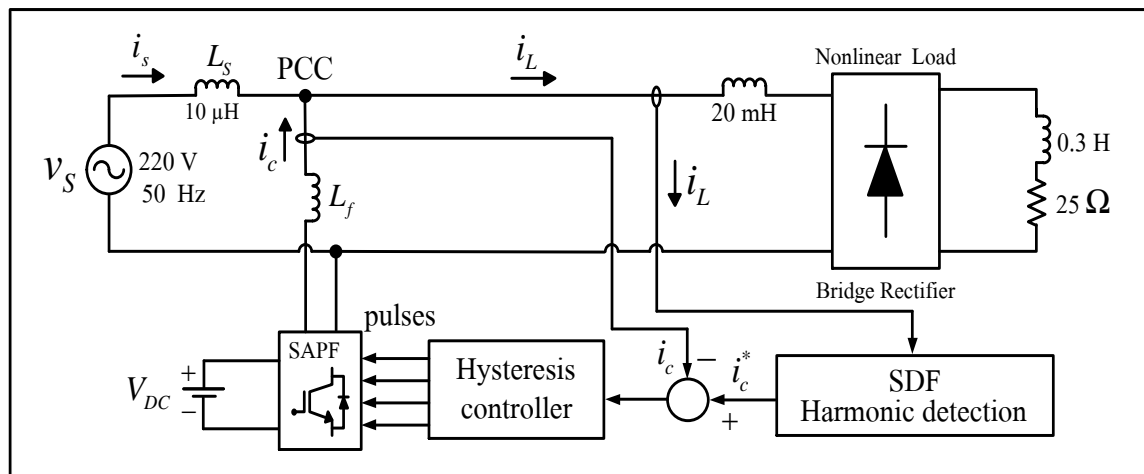 i_s
L_S
10 µH
PCC
i_L
20 mH
Nonlinear Load
0.3 H
25 Ω
Bridge Rectifier
v_S
220 V
50 Hz
i_c
L_f
i_L
pulses
SAPF
V_DC
+
−
Hysteresis
controller
i_c
−
i_c^*
+
SDF
Harmonic detection